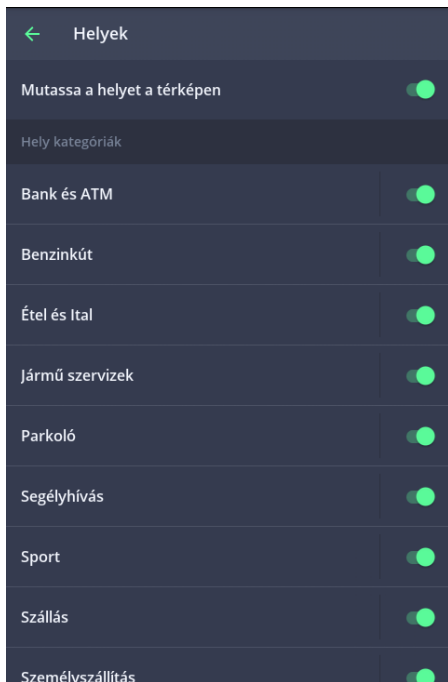 Helyek
Mutassa a helyet a térképen
Hely kategóriák
Bank és ATM
Benzinkút
Étel és Ital
Jármű szervizek
Parkoló
Segélyhívás
Sport
Szállás
Személyszállítás